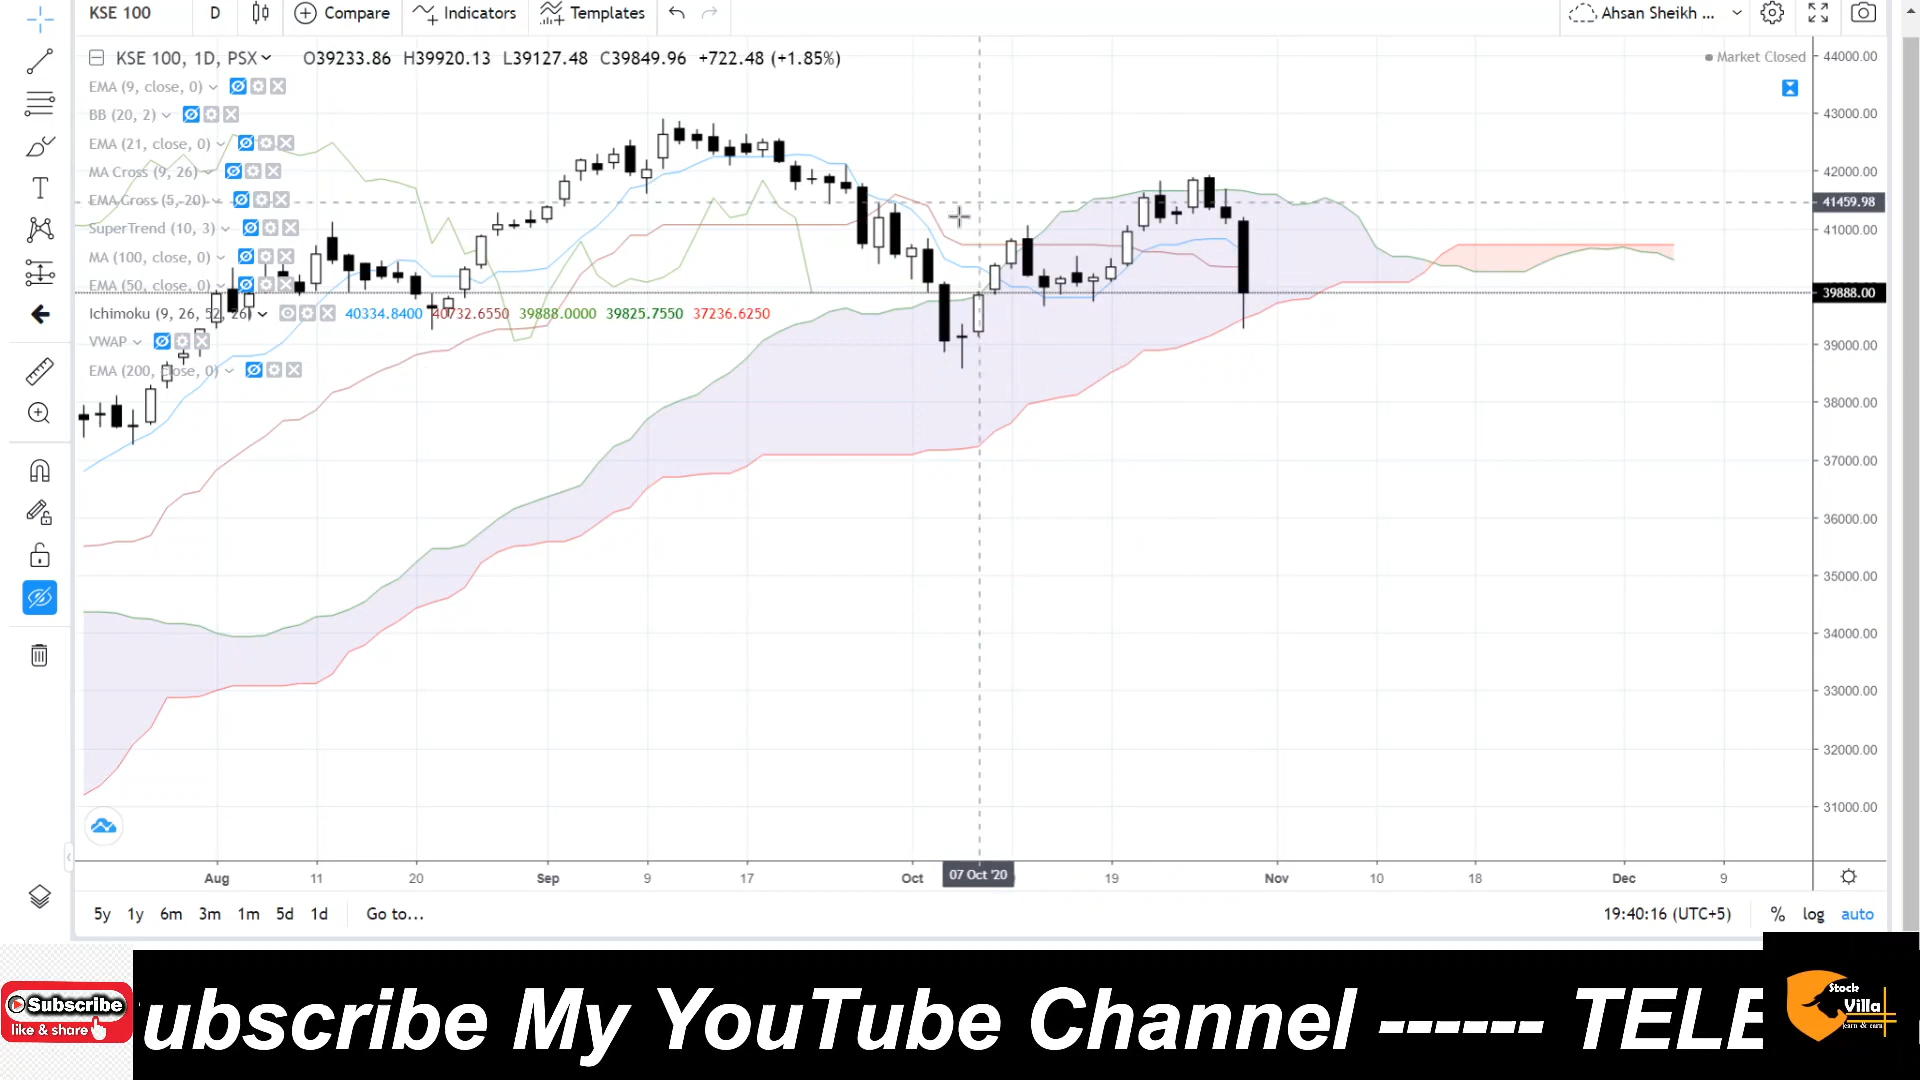 KSE 100 D Compare Indicators Templates Ahsan Sheikh ...
KSE 100, 1D, PSX O39233.86 H39920.13 L39127.48 C39849.96 +722.48 (+1.85%) Market Closed
EMA (9, close, 0)
BB (20, 2)
EMA (21, close, 0)
MA Cross (9, 26)
EMA Cross (5, 20)
SuperTrend (10, 3)
MA (100, close, 0)
EMA (50, close, 0)
Ichimoku (9, 26, 52, 26) 40334.8400 40732.6550 39888.0000 39825.7550 37236.6250
VWAP
EMA (200, close, 0)
44000.00
43000.00
42000.00
41459.98
41000.00
39888.00
39000.00
38000.00
37000.00
36000.00
35000.00
34000.00
33000.00
32000.00
31000.00
Aug 11 20 Sep 9 17 Oct 07 Oct '20 19 Nov 10 18 Dec 9
5y 1y 6m 3m 1m 5d 1d Go to... 19:40:16 (UTC+5) % log auto
Subscribe
like & share
ubscribe My YouTube Channel ------ TELE
Stock
Villa
learn & earn